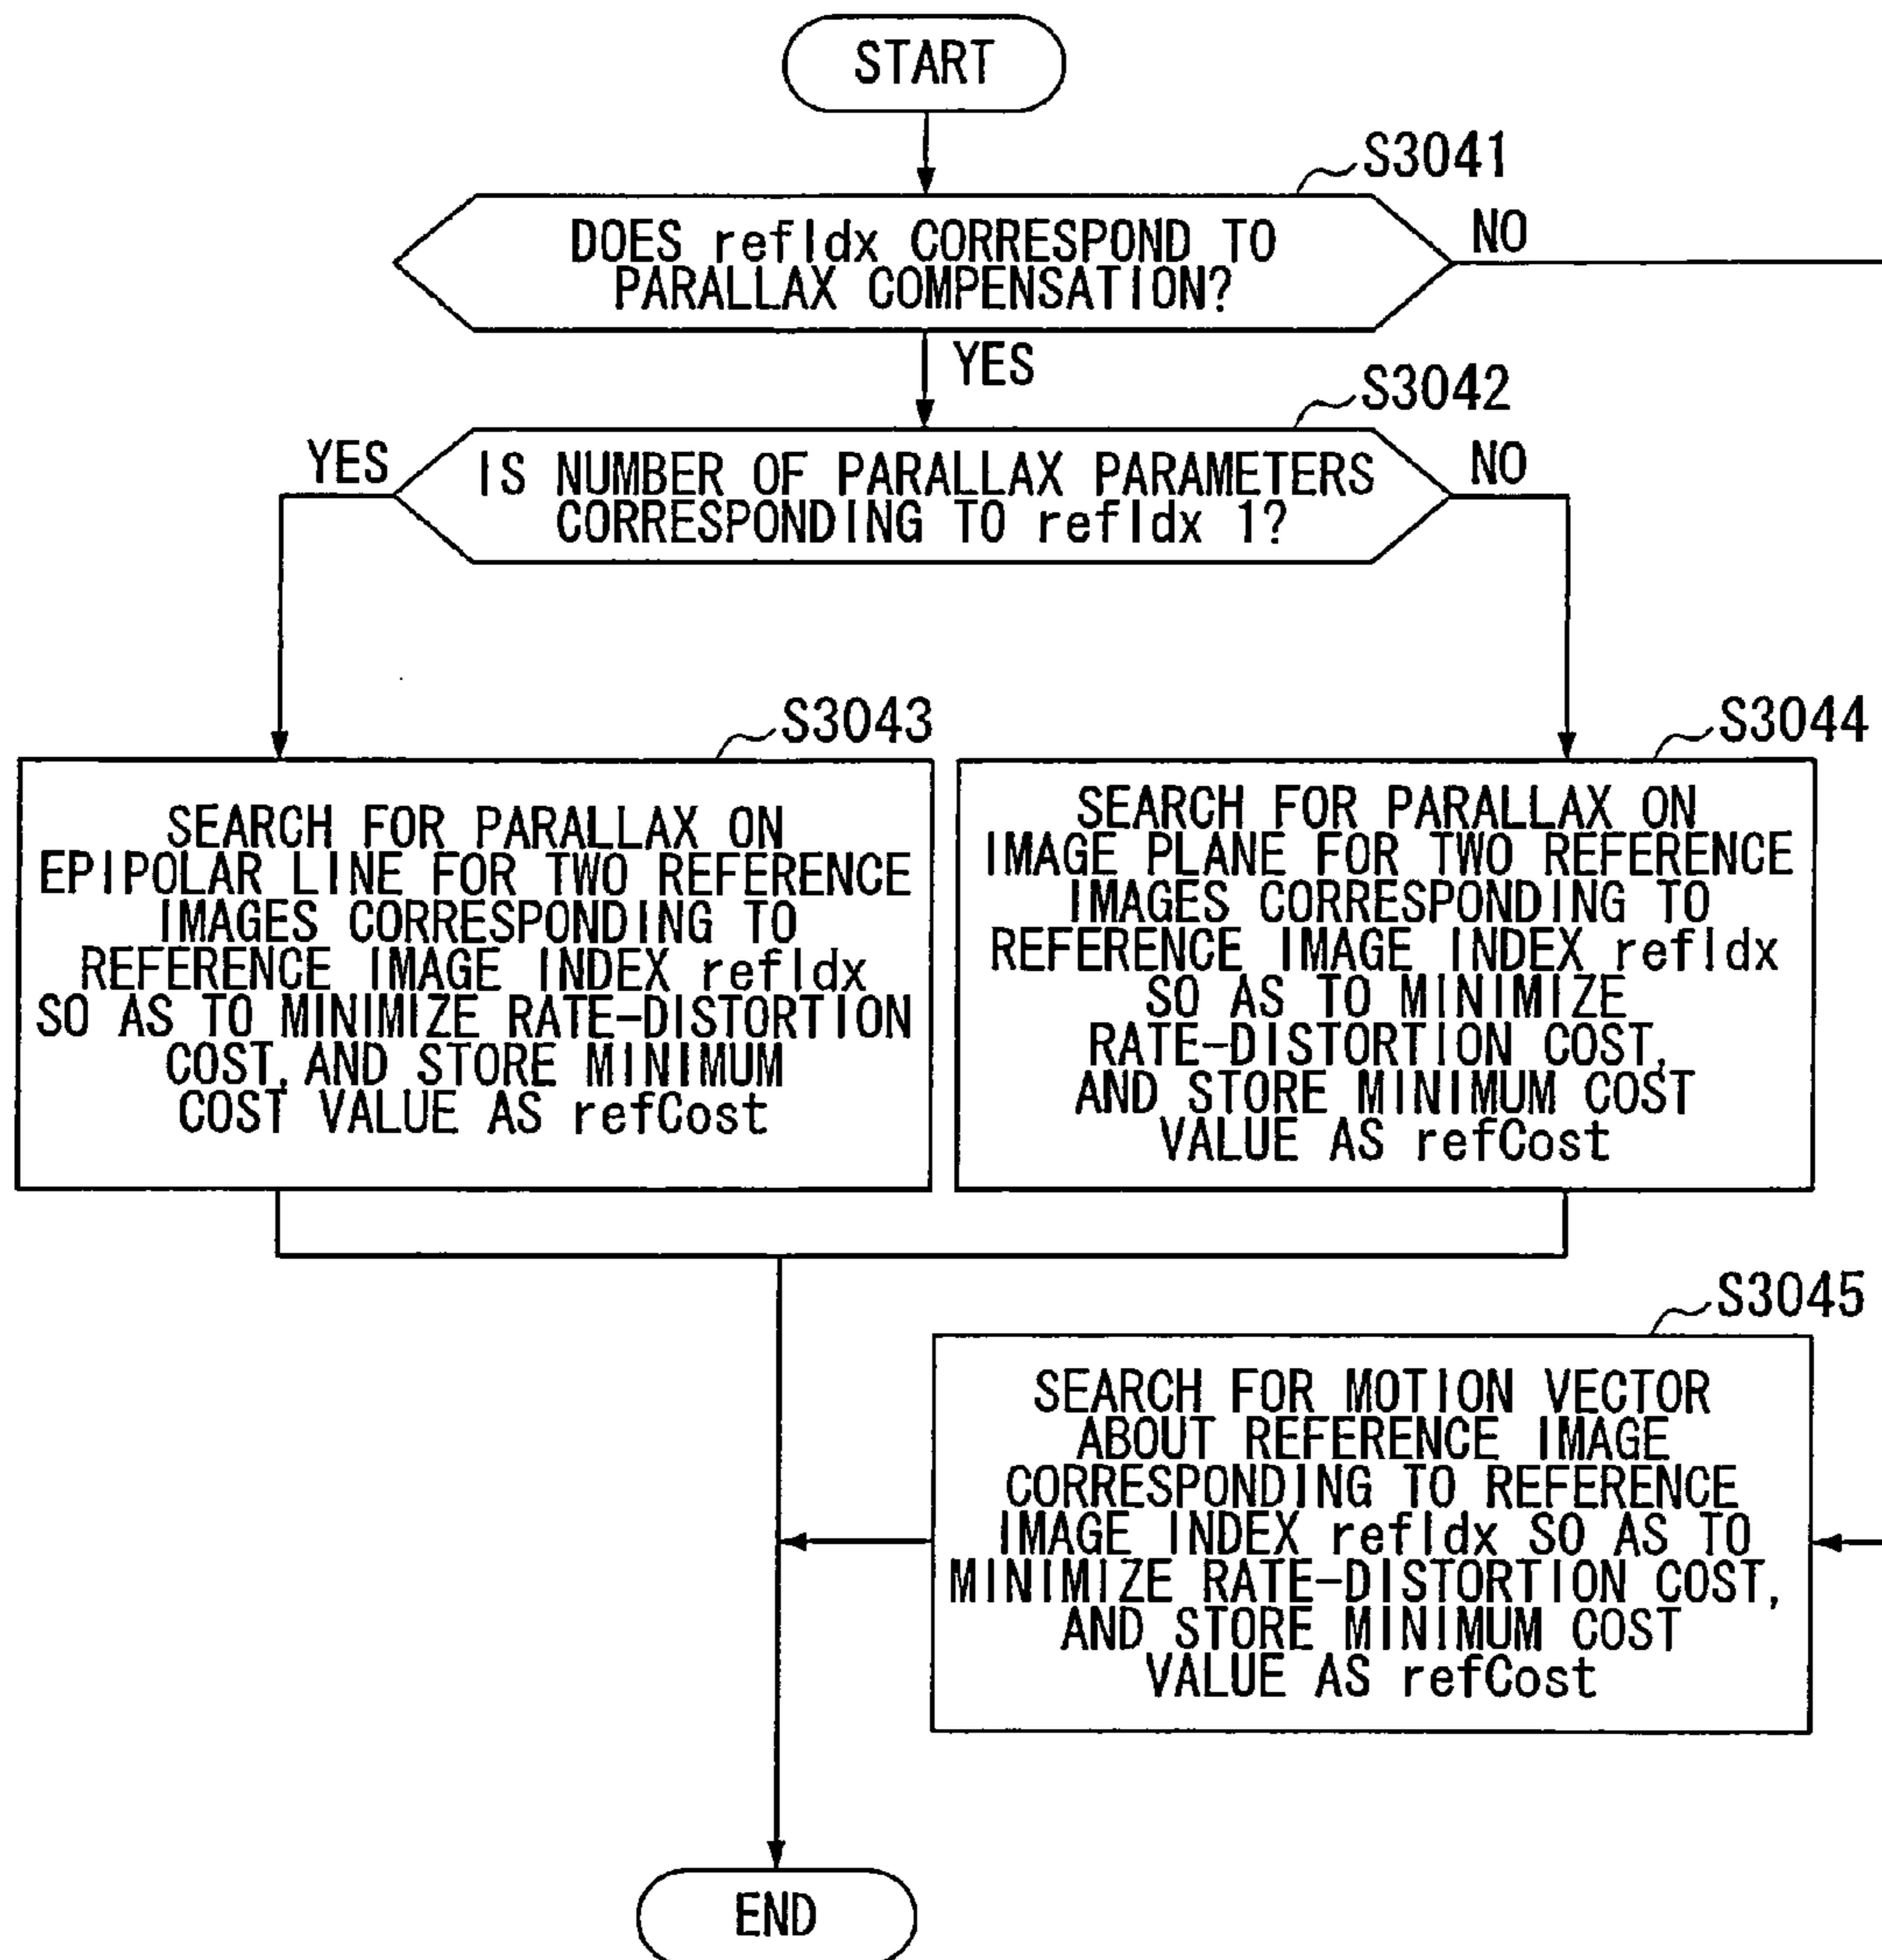 START
S3041
DOES refIdx CORRESPOND TO
PARALLAX COMPENSATION?
NO
YES
S3042
YES
IS NUMBER OF PARALLAX PARAMETERS
CORRESPONDING TO refIdx 1?
NO
S3043
SEARCH FOR PARALLAX ON
EPIPOLAR LINE FOR TWO REFERENCE
IMAGES CORRESPONDING TO
REFERENCE IMAGE INDEX refIdx
SO AS TO MINIMIZE RATE-DISTORTION
COST, AND STORE MINIMUM
COST VALUE AS refCost
S3044
SEARCH FOR PARALLAX ON
IMAGE PLANE FOR TWO REFERENCE
IMAGES CORRESPONDING TO
REFERENCE IMAGE INDEX refIdx
SO AS TO MINIMIZE
RATE-DISTORTION COST,
AND STORE MINIMUM COST
VALUE AS refCost
S3045
SEARCH FOR MOTION VECTOR
ABOUT REFERENCE IMAGE
CORRESPONDING TO REFERENCE
IMAGE INDEX refIdx SO AS TO
MINIMIZE RATE-DISTORTION COST,
AND STORE MINIMUM COST
VALUE AS refCost
END